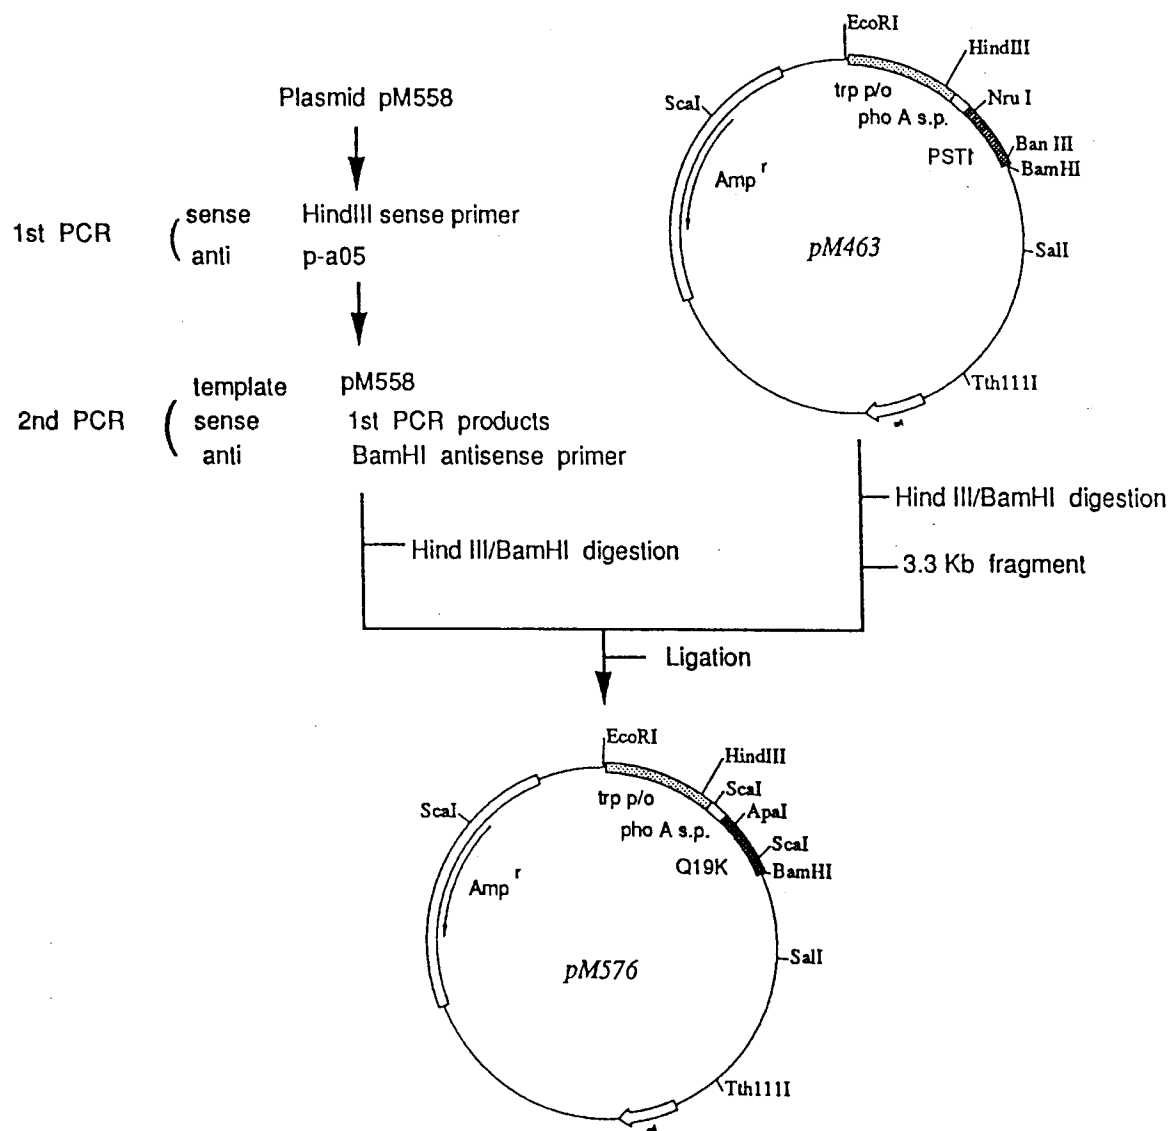 Plasmid pM558
1st PCR
sense HindIII sense primer
anti p-a05
2nd PCR
template pM558
sense 1st PCR products
anti BamHI antisense primer
Hind III/BamHI digestion
EcoRI
HindIII
Nru I
Ban III
BamHI
SalI
Tth111I
ScaI
Amp r
trp p/o
pho A s.p.
PSTI
pM463
Hind III/BamHI digestion
3.3 Kb fragment
Ligation
EcoRI
HindIII
ScaI
ApaI
ScaI
BamHI
SalI
Tth111I
ScaI
Amp r
trp p/o
pho A s.p.
Q19K
pM576